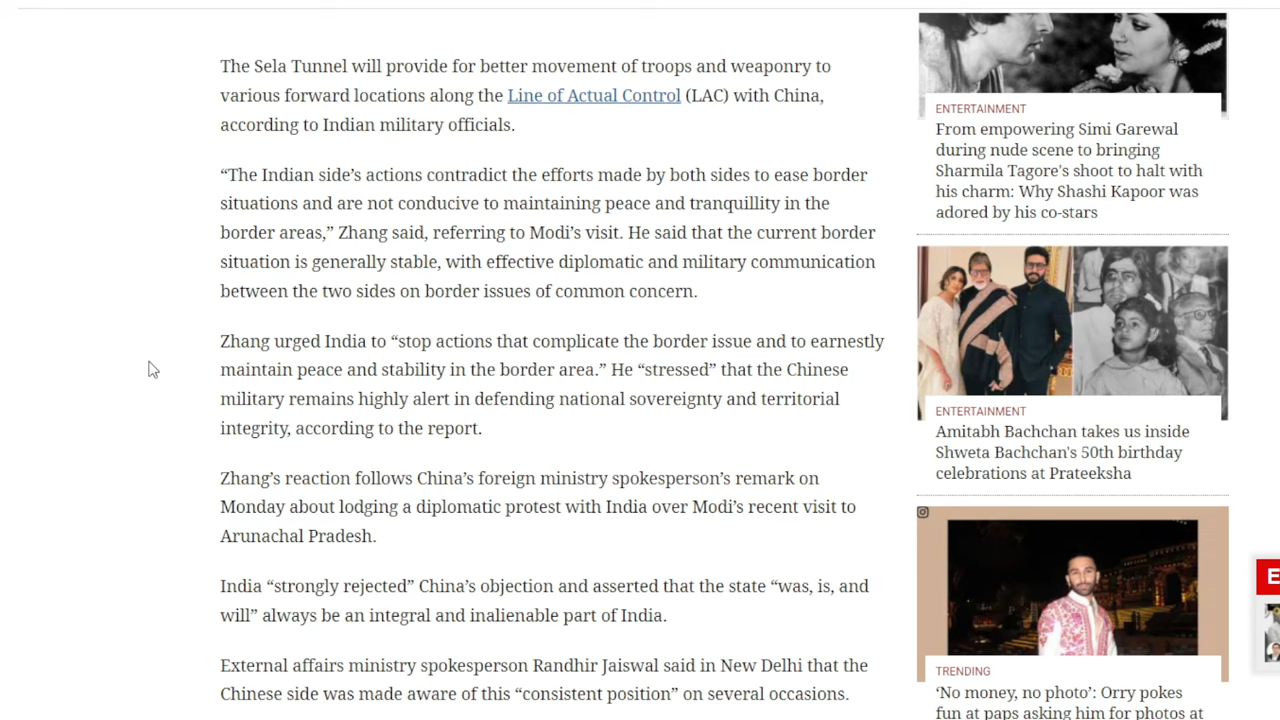 The Sela Tunnel will provide for better movement of troops and weaponry to
various forward locations along the Line of Actual Control (LAC) with China,
according to Indian military officials.
“The Indian side’s actions contradict the efforts made by both sides to ease border
situations and are not conducive to maintaining peace and tranquillity in the
border areas,” Zhang said, referring to Modi’s visit. He said that the current border
situation is generally stable, with effective diplomatic and military communication
between the two sides on border issues of common concern.
Zhang urged India to “stop actions that complicate the border issue and to earnestly
maintain peace and stability in the border area.” He “stressed” that the Chinese
military remains highly alert in defending national sovereignty and territorial
integrity, according to the report.
Zhang’s reaction follows China’s foreign ministry spokesperson’s remark on
Monday about lodging a diplomatic protest with India over Modi’s recent visit to
Arunachal Pradesh.
India “strongly rejected” China’s objection and asserted that the state “was, is, and
will” always be an integral and inalienable part of India.
External affairs ministry spokesperson Randhir Jaiswal said in New Delhi that the
Chinese side was made aware of this “consistent position” on several occasions.
ENTERTAINMENT
From empowering Simi Garewal
during nude scene to bringing
Sharmila Tagore's shoot to halt with
his charm: Why Shashi Kapoor was
adored by his co-stars
ENTERTAINMENT
Amitabh Bachchan takes us inside
Shweta Bachchan's 50th birthday
celebrations at Prateeksha
TRENDING
‘No money, no photo’: Orry pokes
fun at paps asking him for photos at
E